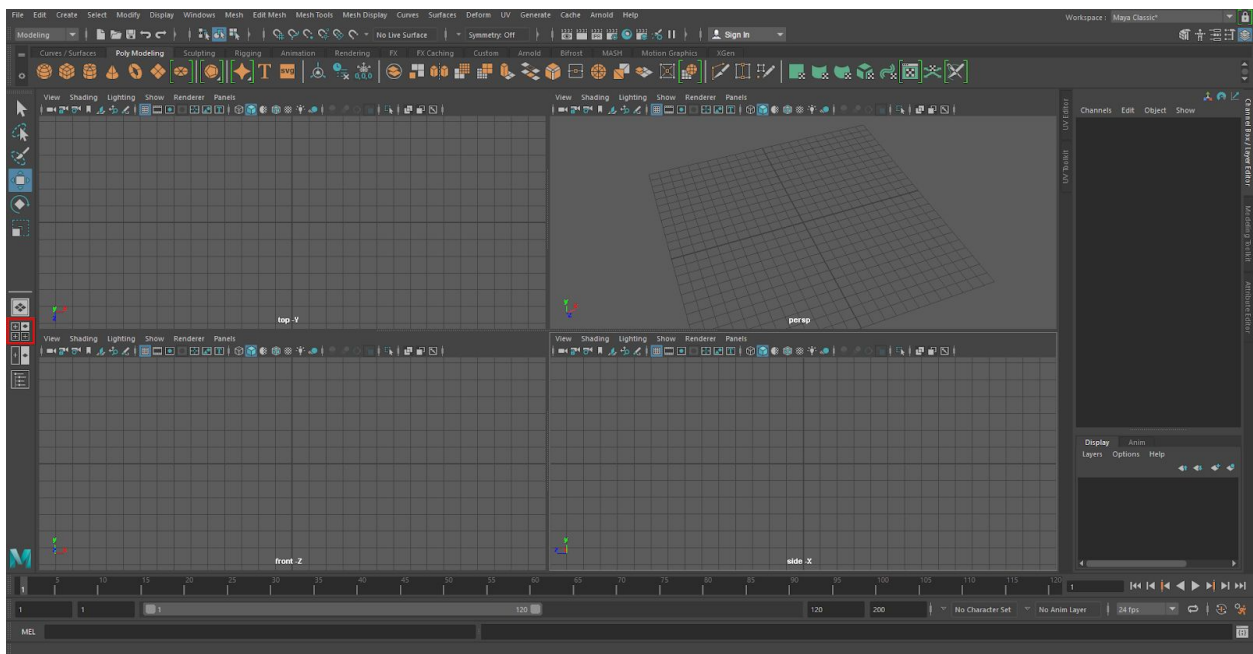 File Edit Create Select Modify Display Windows Mesh Edit Mesh Mesh Tools Mesh Display Curves Surfaces Deform UV Generate Cache Arnold Help Workspace : Maya Classic*
Modeling No Live Surface Symmetry: Off Sign In
Curves / Surfaces Poly Modeling Sculpting Rigging Animation Rendering FX FX Caching Custom Arnold Bifrost MASH Motion Graphics XGen
T SVG
View Shading Lighting Show Renderer Panels
View Shading Lighting Show Renderer Panels
Channels Edit Object Show
UV Editor
UV Toolkit
Channel Box / Layer Editor
Modeling Toolkit
Attribute Editor
top -Y
persp
View Shading Lighting Show Renderer Panels
View Shading Lighting Show Renderer Panels
Display Anim
Layers Options Help
front -Z
side -X
M
1 5 10 15 20 25 30 35 40 45 50 55 60 65 70 75 80 85 90 95 100 105 110 115 120 1
1 1 1 120 120 200 No Character Set No Anim Layer 24 fps
MEL